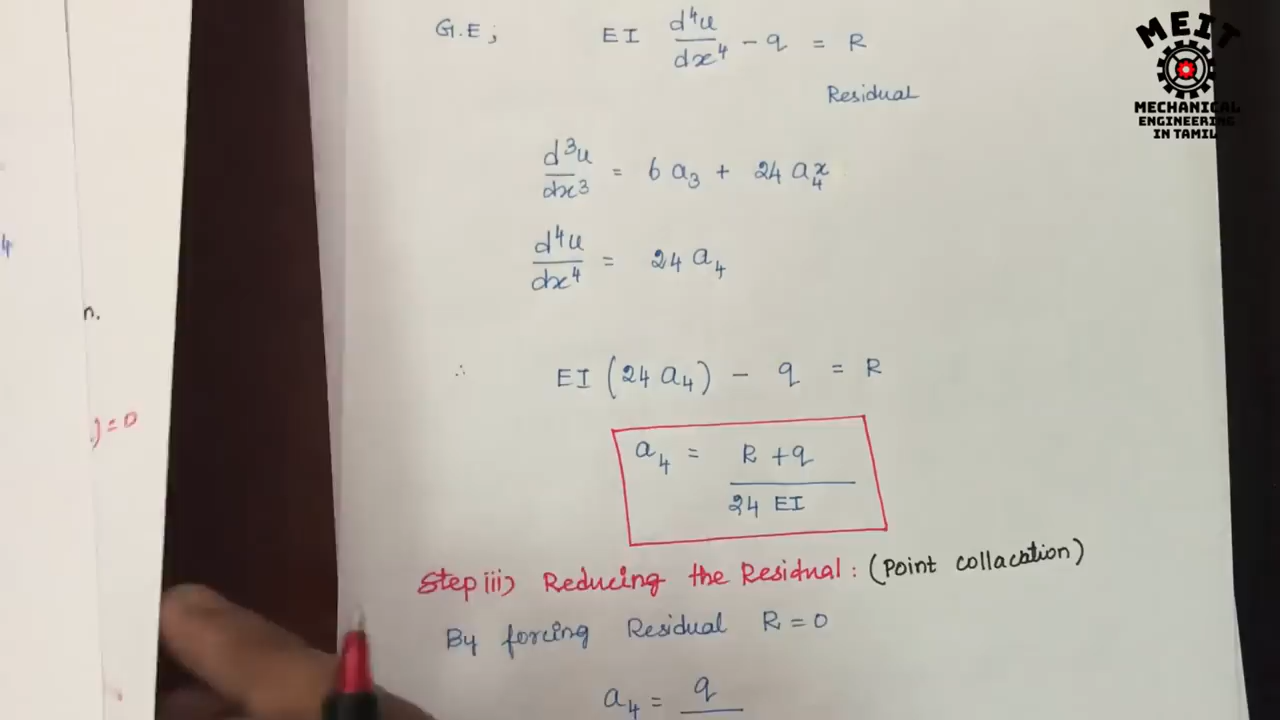 G.E; EI d⁴u/dx⁴ - q = R
Residual
d³u/dx³ = 6 a₃ + 24 a₄x
d⁴u/dx⁴ = 24 a₄
∴ EI (24 a₄) - q = R
a₄ = R + q / 24 EI
Step iii) Reducing the Residual: (Point collacation)
By forcing Residual R = 0
a₄ = q
4
n.
) = 0
MEIT
MECHANICAL
ENGINEERING
IN TAMIL